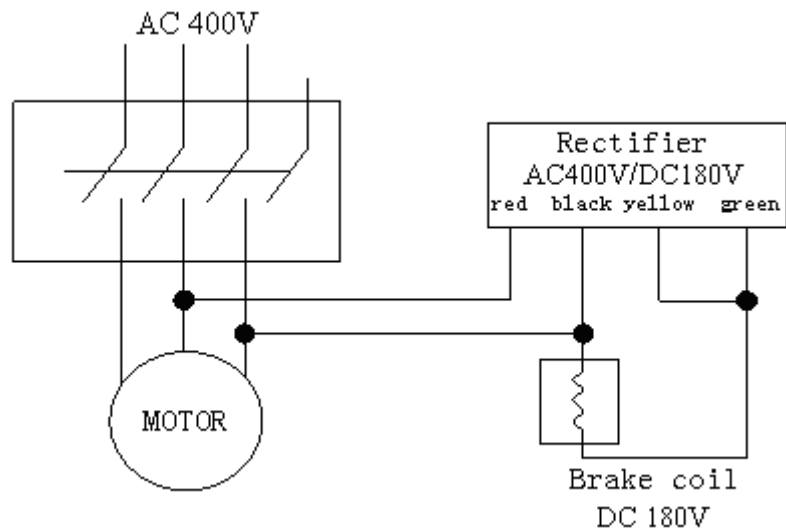 AC 400V
Rectifier
AC400V/DC180V
red black yellow green
MOTOR
Brake coil
DC 180V